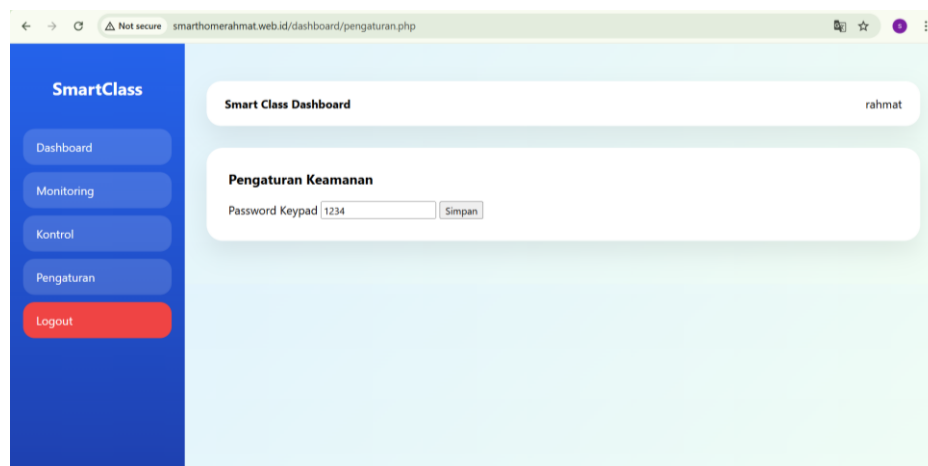 Not secure smarthomerahmat.web.id/dashboard/pengaturan.php
SmartClass
Dashboard
Monitoring
Kontrol
Pengaturan
Logout
Smart Class Dashboard rahmat
Pengaturan Keamanan
Password Keypad 1234 Simpan